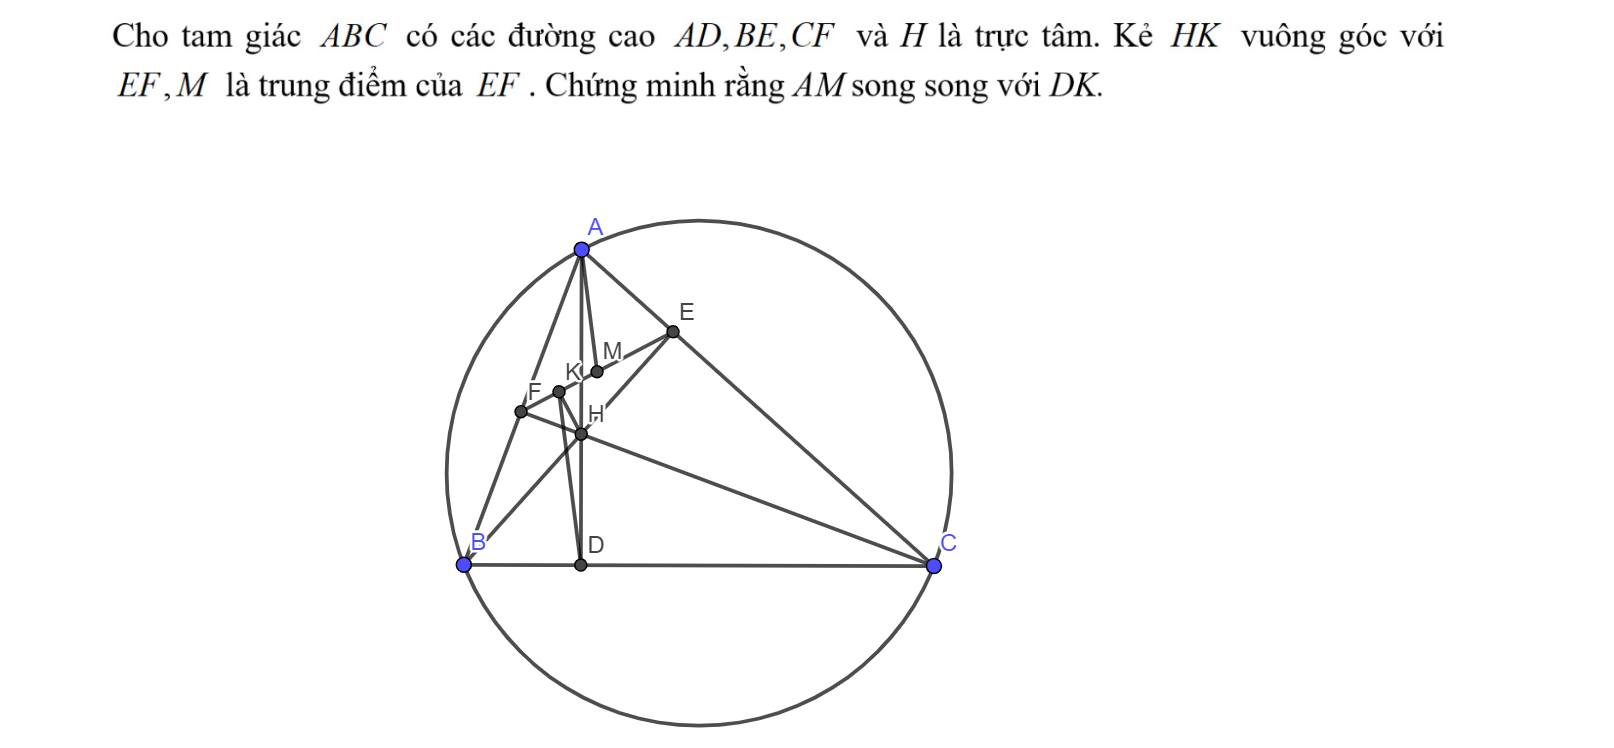 Cho tam giác ABC có các đường cao AD,BE,CF và H là trực tâm. Kẻ HK vuông góc với
EF,M là trung điểm của EF . Chứng minh rằng AM song song với DK.
A
E
M
K
F
H
B
D
C